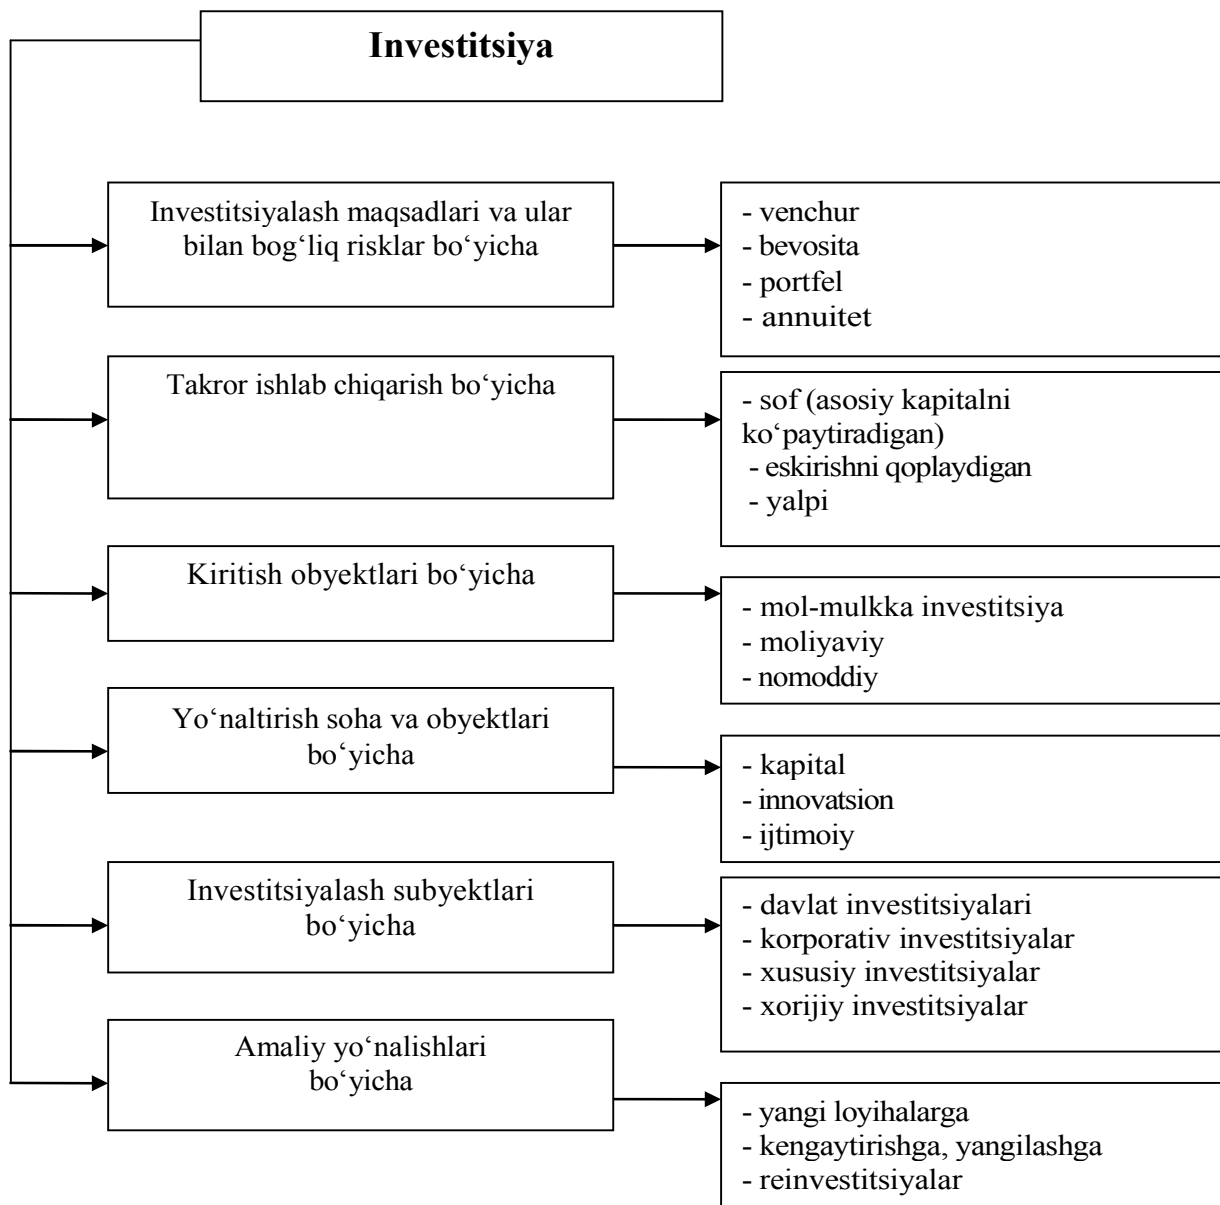 Investitsiya
Investitsiyalash maqsadlari va ular
bilan bog‘liq risklar bo‘yicha
- venchur
- bevosita
- portfel
- annuitet
Takror ishlab chiqarish bo‘yicha
- sof (asosiy kapitalni
ko‘paytiradigan)
- eskirishni qoplaydigan
- yalpi
Kiritish obyektlari bo‘yicha
- mol-mulkka investitsiya
- moliyaviy
- nomoddiy
Yo‘naltirish soha va obyektlari
bo‘yicha
- kapital
- innovatsion
- ijtimoiy
Investitsiyalash subyektlari
bo‘yicha
- davlat investitsiyalari
- korporativ investitsiyalar
- xususiy investitsiyalar
- xorijiy investitsiyalar
Amaliy yo‘nalishlari
bo‘yicha
- yangi loyihalarga
- kengaytirishga, yangilashga
- reinvestitsiyalar